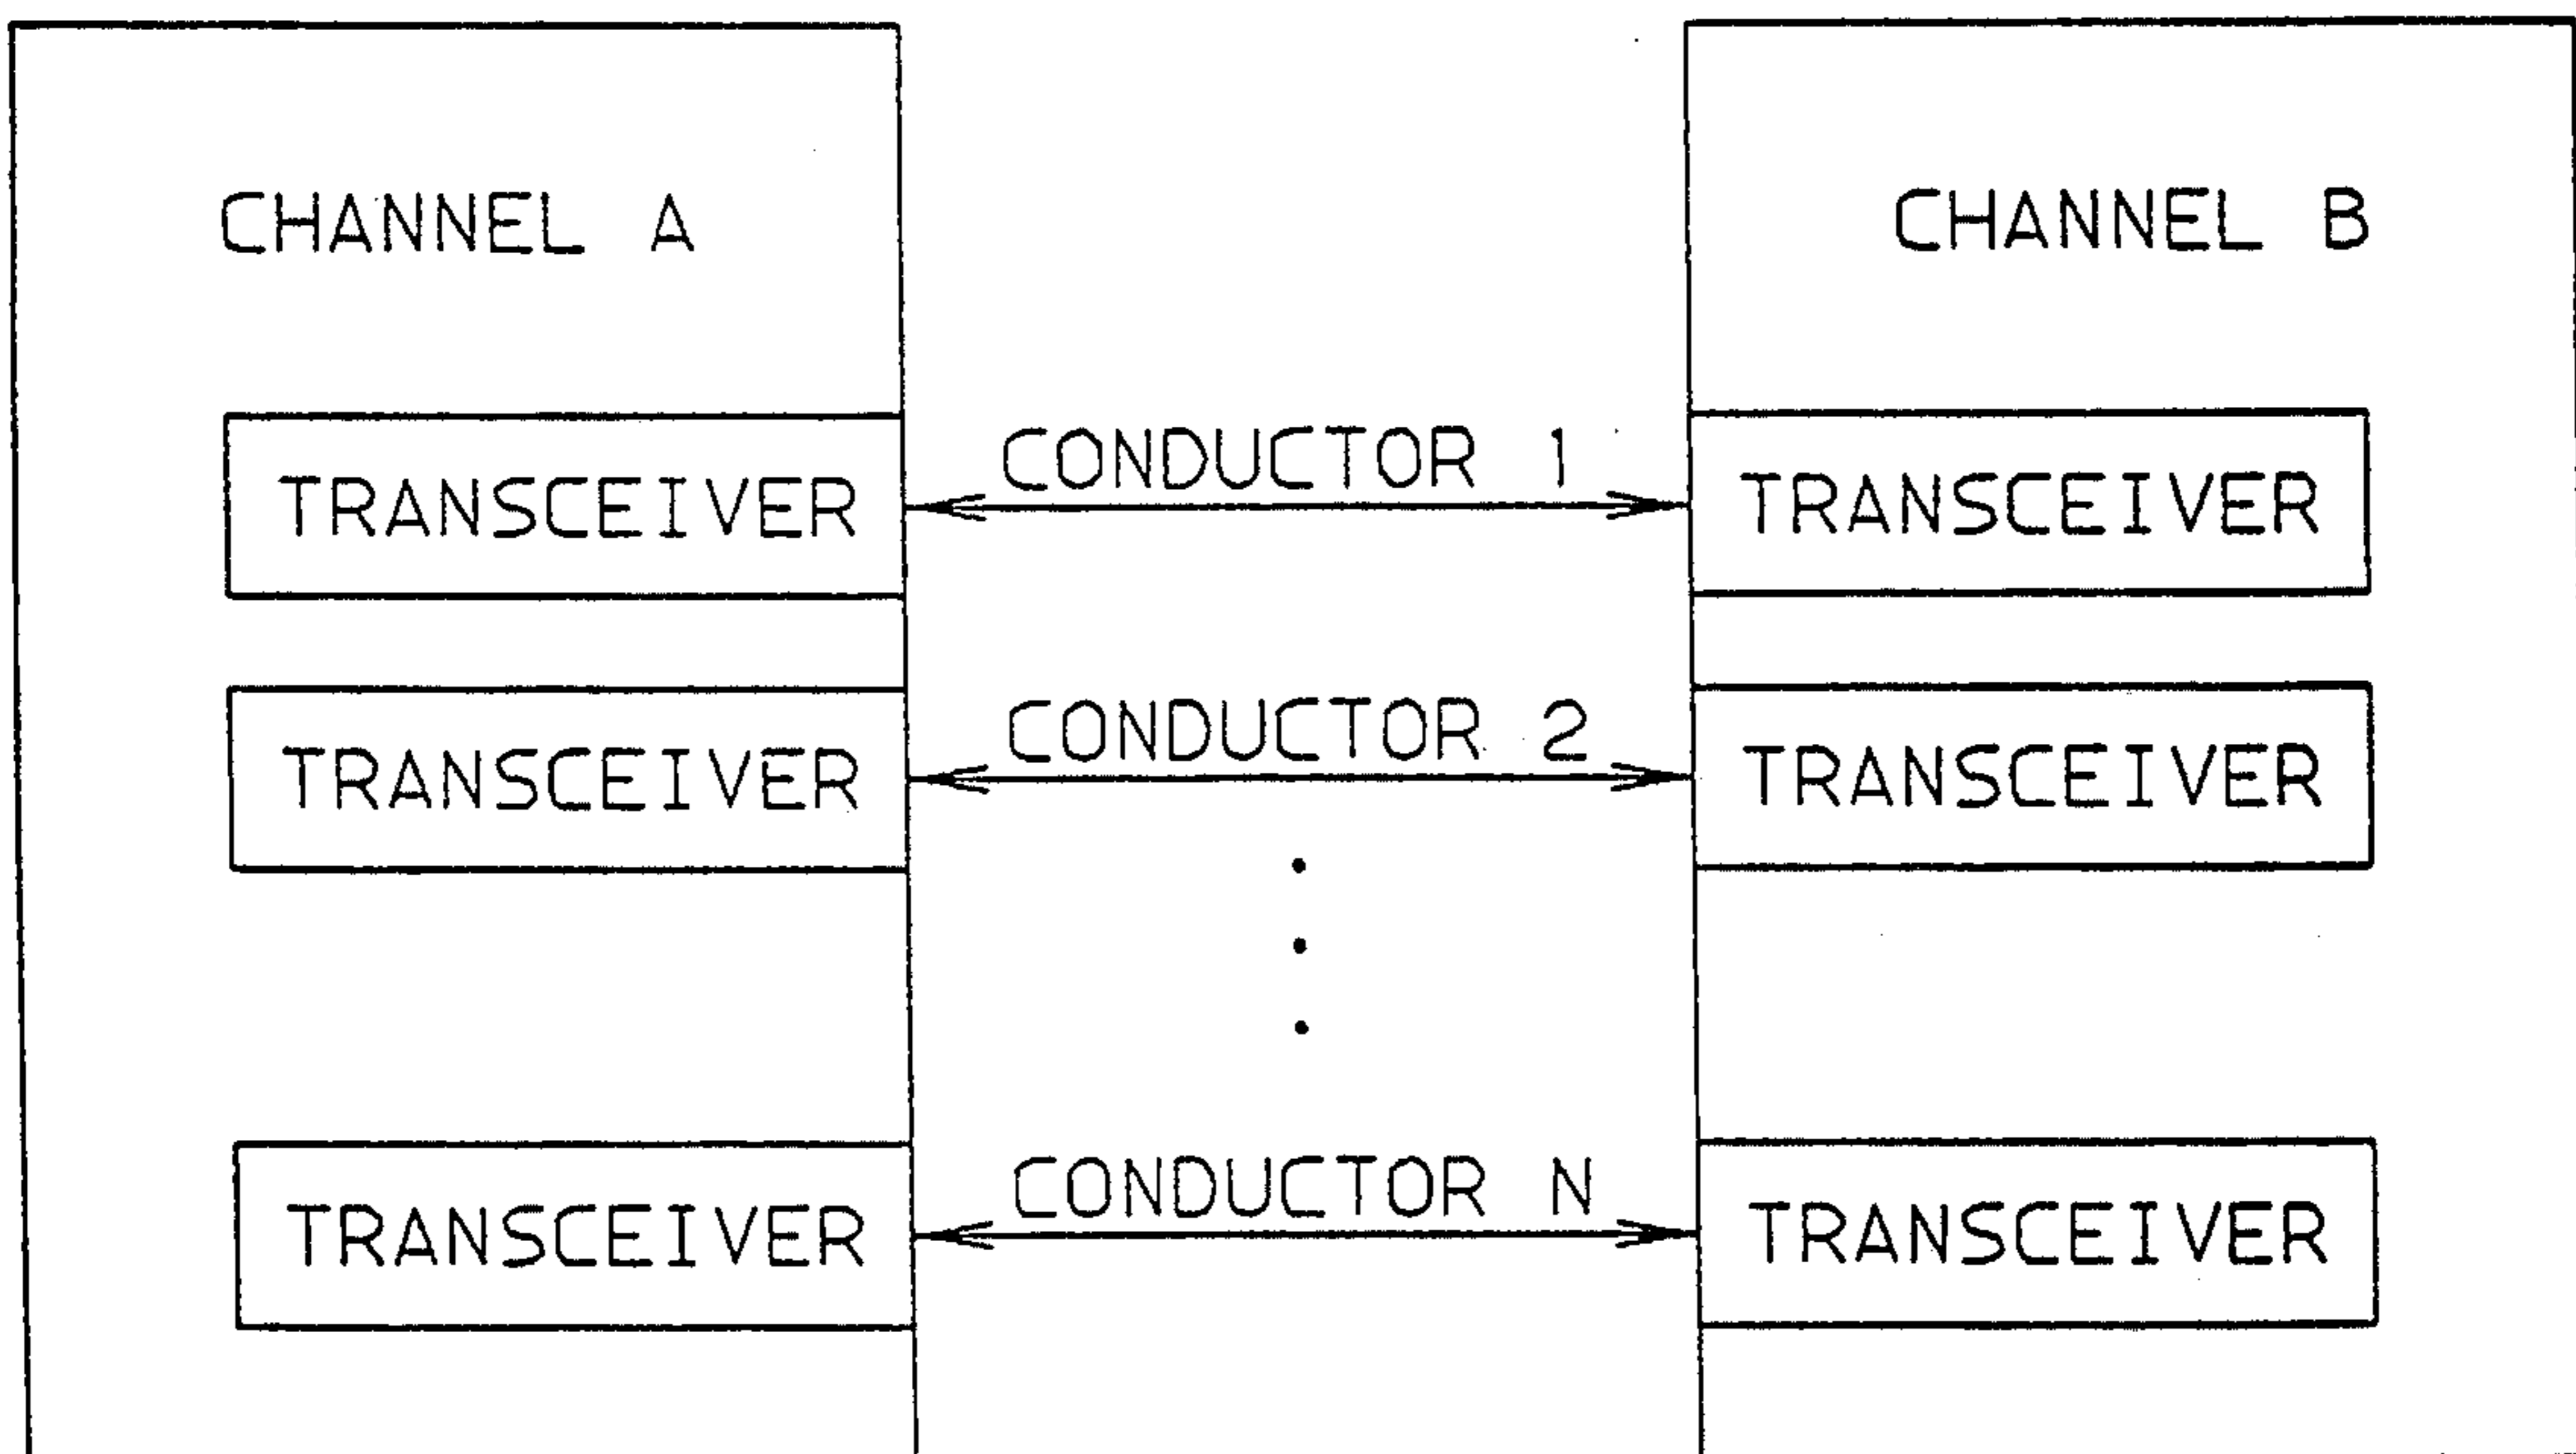 CHANNEL A
CHANNEL B
TRANSCEIVER
CONDUCTOR 1
TRANSCEIVER
TRANSCEIVER
CONDUCTOR 2
TRANSCEIVER
TRANSCEIVER
CONDUCTOR N
TRANSCEIVER